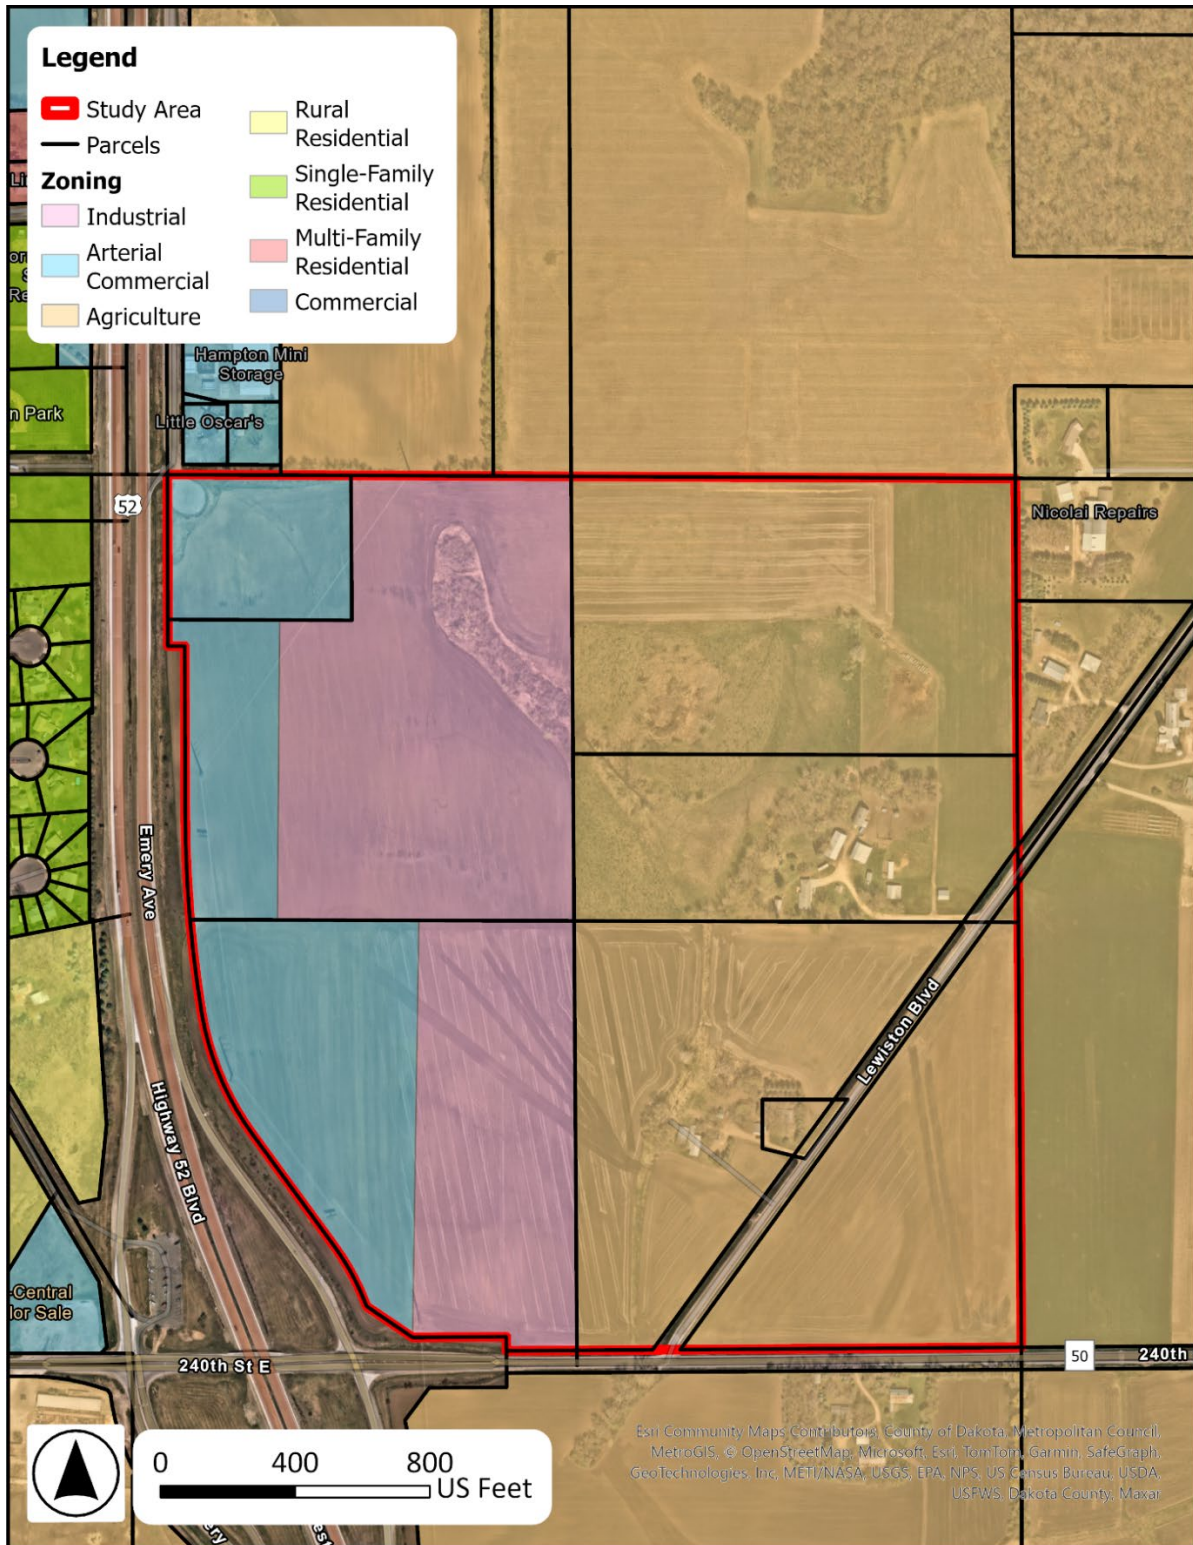 Legend
Study Area
Parcels
Zoning
Industrial
Arterial
Commercial
Agriculture
Rural
Residential
Single-Family
Residential
Multi-Family
Residential
Commercial
Hampton Mini
Storage
n Park
Little Oscar's
52
Nicolai Repairs
Emery Ave
Lewiston Blvd
Highway 52 Blvd
-Central
lor Sale
240th St E
50
240th
Esri Community Maps Contributors, County of Dakota, Metropolitan Council,
MetroGIS, © OpenStreetMap, Microsoft, Esri, TomTom, Garmin, SafeGraph,
GeoTechnologies, Inc, METI/NASA, USGS, EPA, NPS, US Census Bureau, USDA,
USFWS, Dakota County, Maxar
0 400 800
US Feet